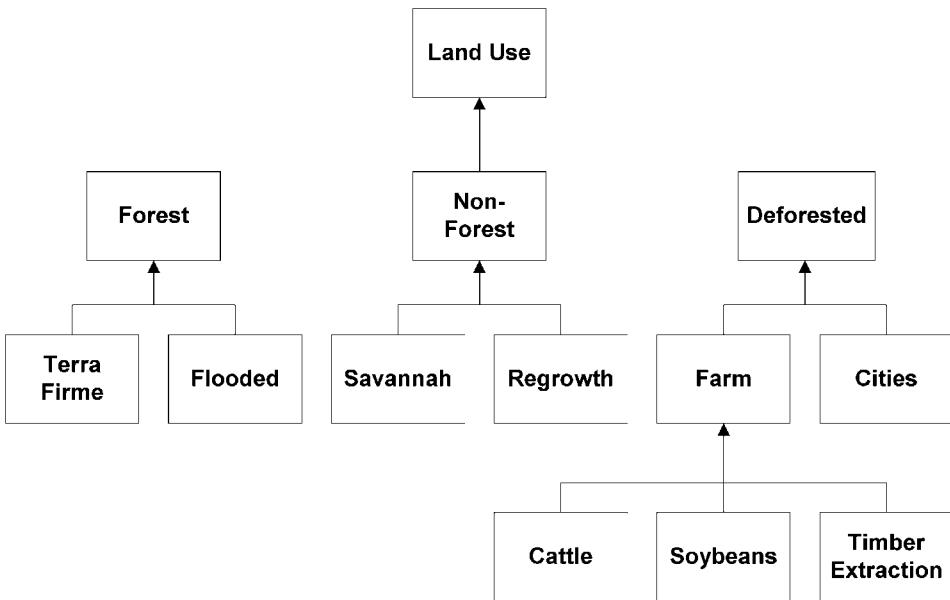 Land Use
Forest
Non-
Forest
Deforested
Terra
Firme
Flooded
Savannah
Regrowth
Farm
Cities
Cattle
Soybeans
Timber
Extraction